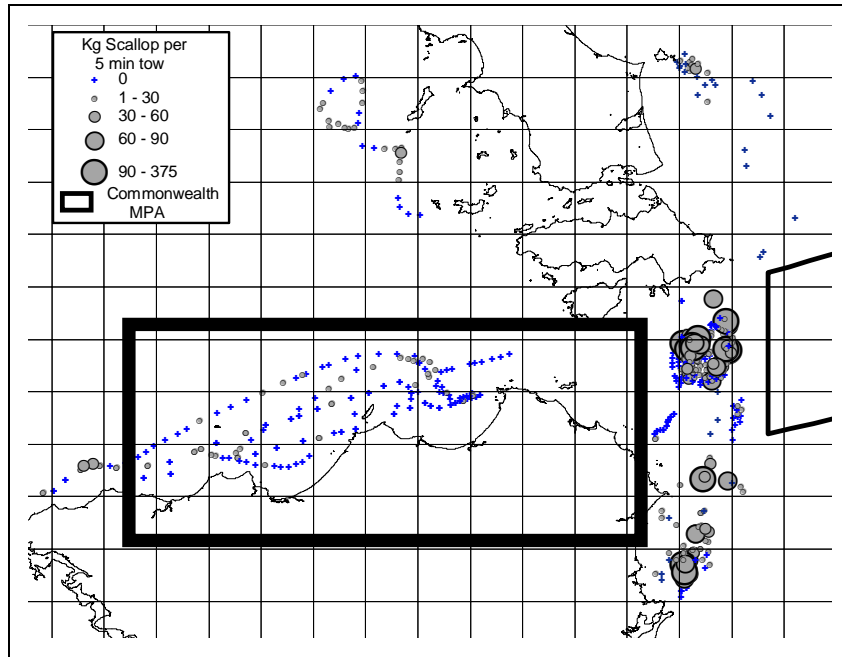 Kg Scallop per
5 min tow
0
1 - 30
30 - 60
60 - 90
90 - 375
Commonwealth
MPA